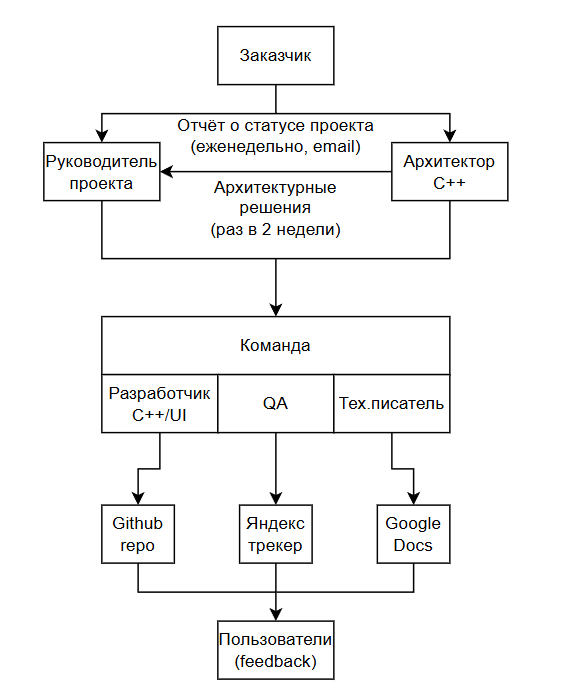 Заказчик
Отчёт о статусе проекта
(еженедельно, email)
Руководитель
проекта
Архитектор
C++
Архитектурные
решения
(раз в 2 недели)
Команда
Разработчик
C++/UI
QA
Тех.писатель
Github
repo
Яндекс
трекер
Google
Docs
Пользователи
(feedback)